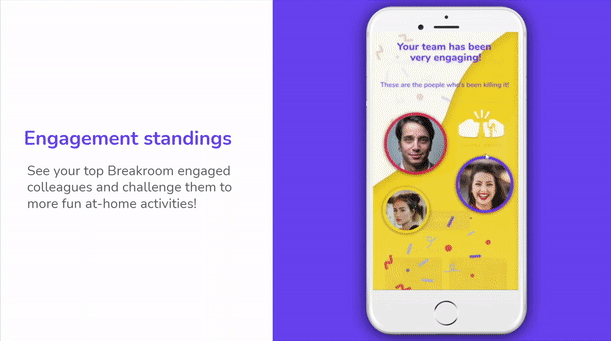 Engagement standings
See your top Breakroom engaged
colleagues and challenge them to
more fun at-home activities!
Your team has been
very engaging!
These are the poeple who's been killing it!